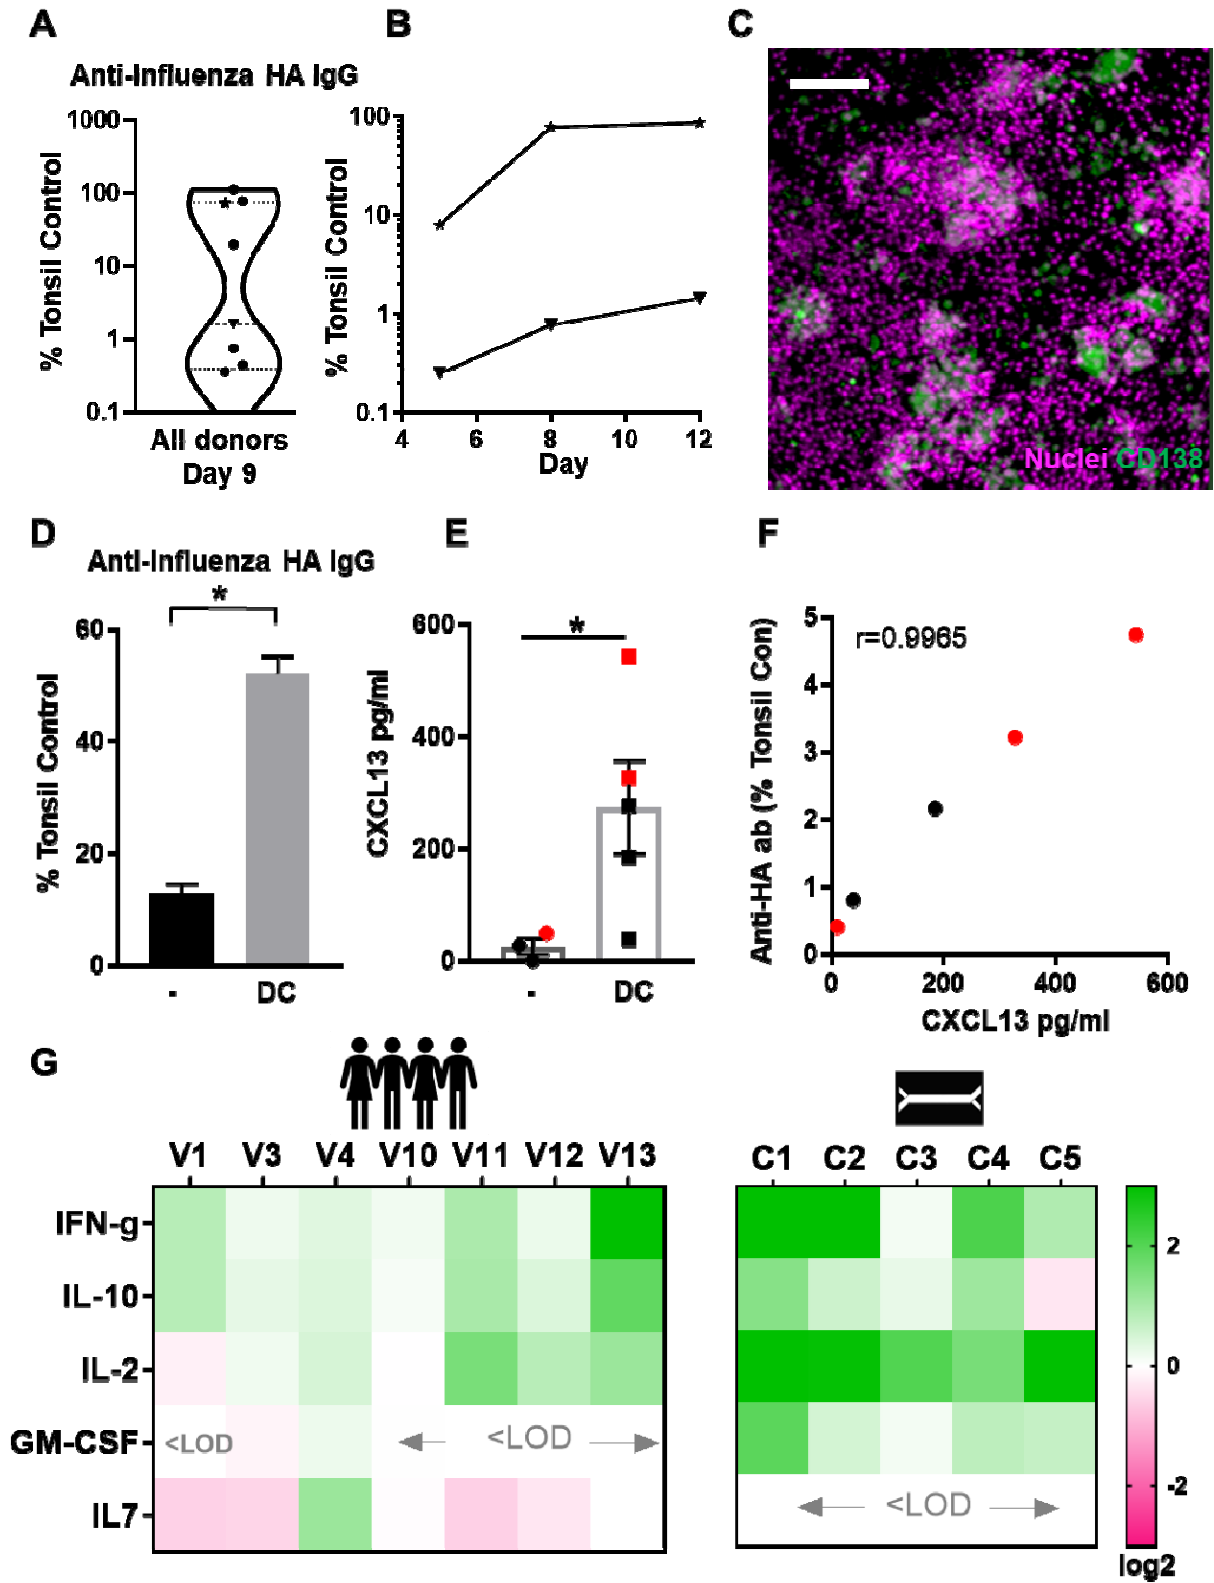 A
B
C
Anti-Influenza HA IgG
% Tonsil Control
1000
100
10
1
0.1
All donors
Day 9
% Tonsil Control
100
10
1
0.1
4 6 8 10 12
Day
Nuclei CD138
D
E
F
Anti-Influenza HA IgG
*
% Tonsil Control
60
40
20
0
- DC
*
CXCL13 pg/ml
600
400
200
0
- DC
r=0.9965
Anti-HA ab (% Tonsil Con)
5
4
3
2
1
0
0 200 400 600
CXCL13 pg/ml
G
V1 V3 V4 V10 V11 V12 V13
C1 C2 C3 C4 C5
IFN-g
IL-10
IL-2
GM-CSF
IL7
<LOD
<LOD
<LOD
2
0
-2
log2